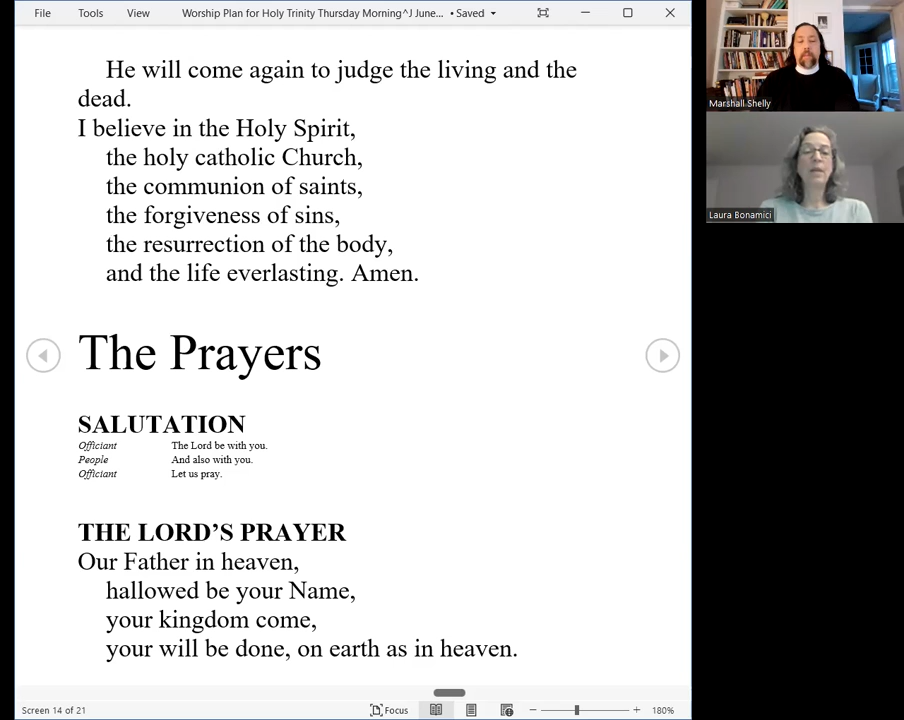 File Tools View Worship Plan for Holy Trinity Thursday Morning^J June... • Saved
He will come again to judge the living and the
dead.
I believe in the Holy Spirit,
the holy catholic Church,
the communion of saints,
the forgiveness of sins,
the resurrection of the body,
and the life everlasting. Amen.
The Prayers
SALUTATION
Officiant The Lord be with you.
People And also with you.
Officiant Let us pray.
THE LORD’S PRAYER
Our Father in heaven,
hallowed be your Name,
your kingdom come,
your will be done, on earth as in heaven.
Screen 14 of 21 Focus 180%
Marshall Shelly
Laura Bonamici